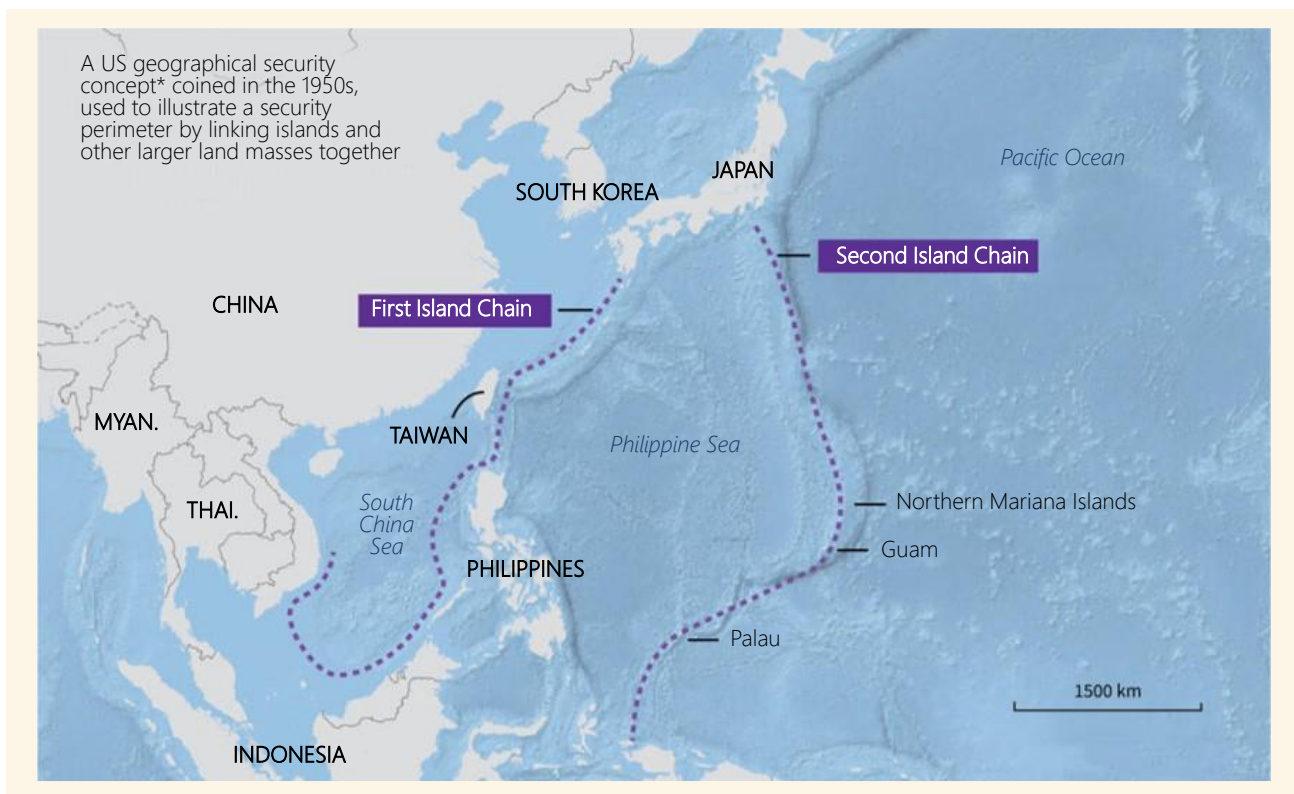 A US geographical security
concept* coined in the 1950s,
used to illustrate a security
perimeter by linking islands and
other larger land masses together
Pacific Ocean
JAPAN
SOUTH KOREA
Second Island Chain
CHINA
First Island Chain
MYAN.
TAIWAN
Philippine Sea
THAI.
South
China
Sea
Northern Mariana Islands
Guam
PHILIPPINES
Palau
1500 km
INDONESIA